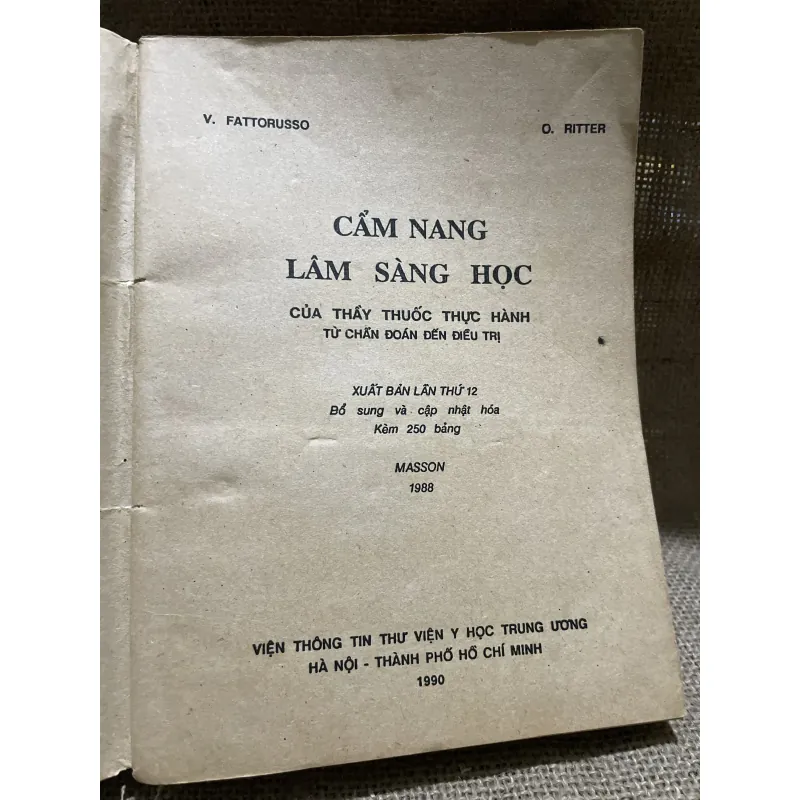 V. FATTORUSSO
O. RITTER
CẨM NANG
LÂM SÀNG HỌC
CỦA THẦY THUỐC THỰC HÀNH
TỪ CHẨN ĐOÁN ĐẾN ĐIỀU TRỊ
XUẤT BẢN LẦN THỨ 12
Bổ sung và cập nhật hóa
Kèm 250 bảng
MASSON
1988
VIỆN THÔNG TIN THƯ VIỆN Y HỌC TRUNG ƯƠNG
HÀ NỘI - THÀNH PHỐ HỒ CHÍ MINH
1990